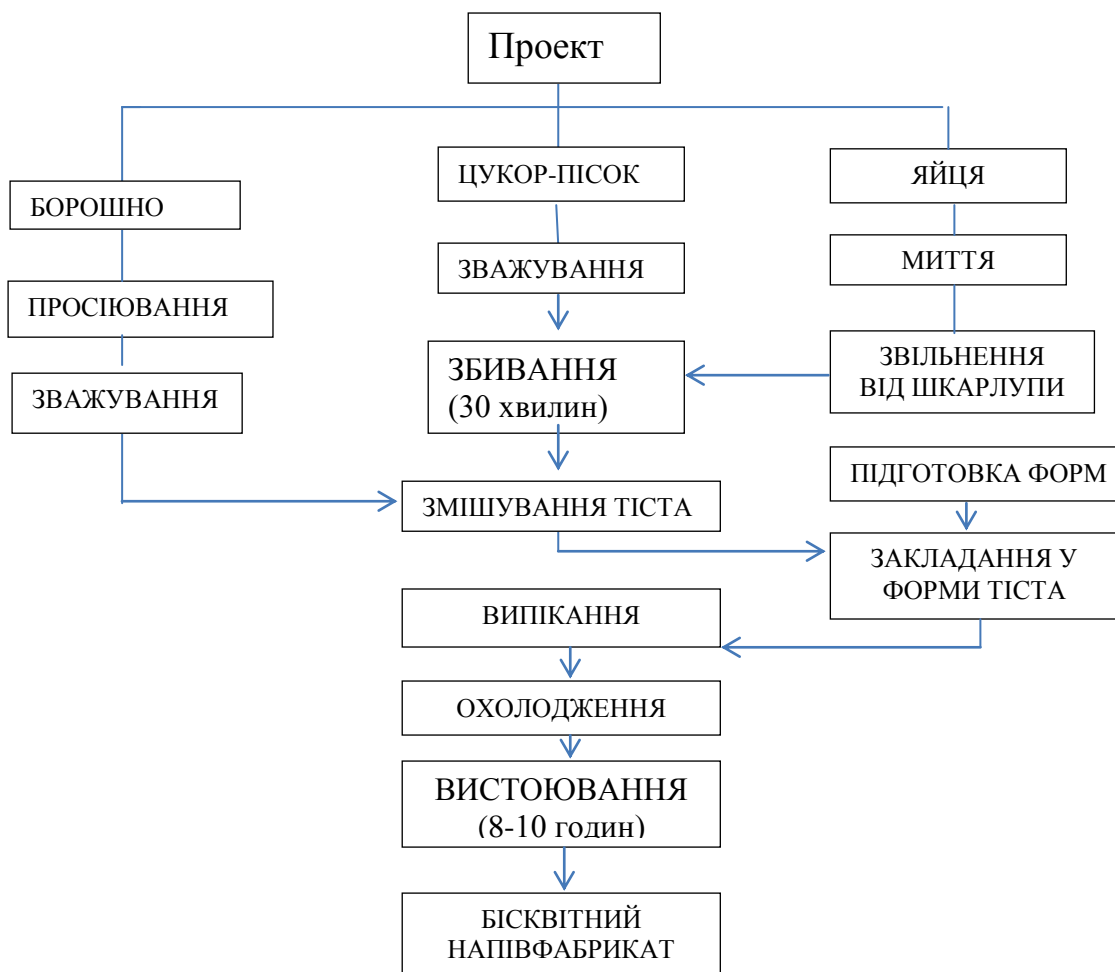 Проект
ЦУКОР-ПІСОК
ЯЙЦЯ
БОРОШНО
ЗВАЖУВАННЯ
МИТТЯ
ПРОСІЮВАННЯ
ЗБИВАННЯ
(30 хвилин)
ЗВІЛЬНЕННЯ
ВІД ШКАРЛУПИ
ЗВАЖУВАННЯ
ПІДГОТОВКА ФОРМ
ЗМІШУВАННЯ ТІСТА
ЗАКЛАДАННЯ У
ФОРМИ ТІСТА
ВИПІКАННЯ
ОХОЛОДЖЕННЯ
ВИСТОЮВАННЯ
(8-10 годин)
БІСКВІТНИЙ
НАПІВФАБРИКАТ